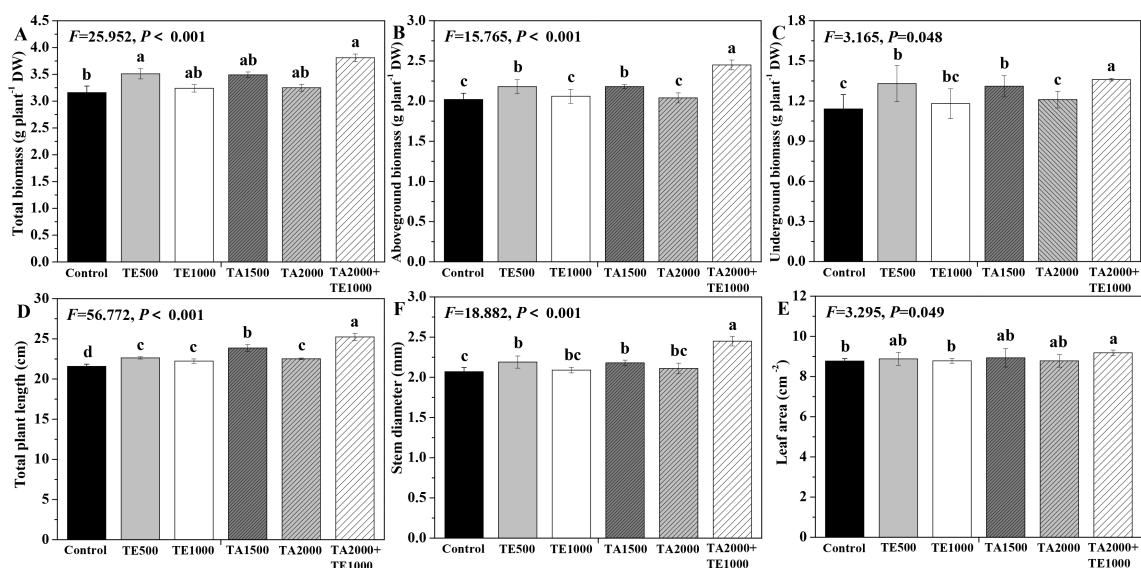 A
F=25.952, P< 0.001
Total biomass (g plant-1 DW)
4.5
4.0
3.5
3.0
2.5
2.0
1.5
1.0
0.5
0.0
b
a
ab
ab
ab
a
Control
TE500
TE1000
TA1500
TA2000
TA2000+
TE1000
B
F=15.765, P< 0.001
Aboveground biomass (g plant-1 DW)
3.0
2.5
2.0
1.5
1.0
0.5
0.0
c
b
c
b
c
a
Control
TE500
TE1000
TA1500
TA2000
TA2000+
TE1000
C
F=3.165, P=0.048
Underground biomass (g plant-1 DW)
1.8
1.5
1.2
0.9
0.6
0.3
0.0
c
b
bc
b
c
a
Control
TE500
TE1000
TA1500
TA2000
TA2000+
TE1000
D
F=56.772, P< 0.001
Total plant length (cm)
30
25
20
15
10
5
0
d
c
c
b
c
a
Control
TE500
TE1000
TA1500
TA2000
TA2000+
TE1000
F
F=18.882, P< 0.001
Stem diameter (mm)
3.0
2.5
2.0
1.5
1.0
0.5
0.0
c
b
bc
b
bc
a
Control
TE500
TE1000
TA1500
TA2000
TA2000+
TE1000
E
F=3.295, P=0.049
Leaf area (cm-2)
12
10
8
6
4
2
0
b
ab
b
ab
ab
a
Control
TE500
TE1000
TA1500
TA2000
TA2000+
TE1000